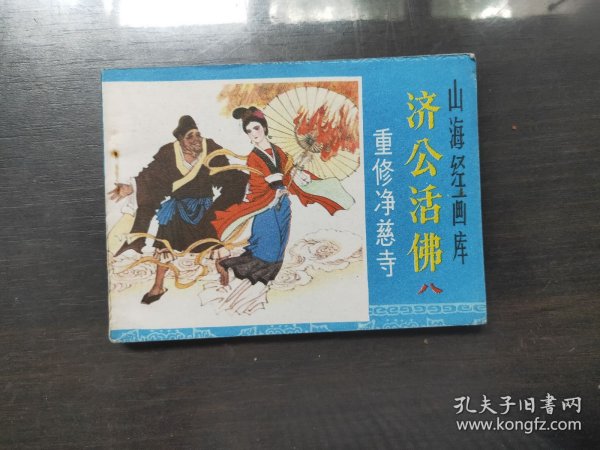 山海经画库
济公活佛 八
重修净慈寺
孔夫子旧书网
www.kongfz.com